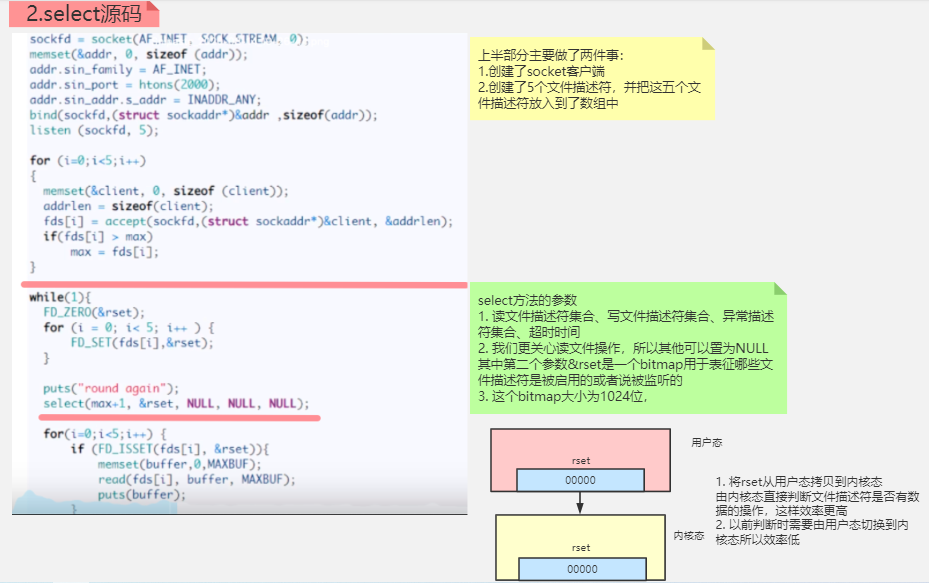 2.select源码
sockfd = socket(AF_INET, SOCK_STREAM, 0);
memset(&addr, 0, sizeof (addr));
addr.sin_family = AF_INET;
addr.sin_port = htons(2000);
addr.sin_addr.s_addr = INADDR_ANY;
bind(sockfd,(struct sockaddr*)&addr ,sizeof(addr));
listen (sockfd, 5);
for (i=0;i<5;i++)
{
memset(&client, 0, sizeof (client));
addrlen = sizeof(client);
fds[i] = accept(sockfd,(struct sockaddr*)&client, &addrlen);
if(fds[i] > max)
max = fds[i];
}
上半部分主要做了两件事：
1.创建了socket客户端
2.创建了5个文件描述符，并把这五个文
件描述符放入到了数组中
while(1){
FD_ZERO(&rset);
for (i = 0; i< 5; i++ ) {
FD_SET(fds[i],&rset);
}
puts("round again");
select(max+1, &rset, NULL, NULL, NULL);
for(i=0;i<5;i++) {
if (FD_ISSET(fds[i], &rset)){
memset(buffer,0,MAXBUF);
read(fds[i], buffer, MAXBUF);
puts(buffer);
}
select方法的参数
1. 读文件描述符集合、写文件描述符集合、异常描述
符集合、超时时间
2. 我们更关心读文件操作，所以其他可以置为NULL
其中第二个参数&rset是一个bitmap用于表征哪些文
件描述符是被启用的或者说被监听的
3. 这个bitmap大小为1024位，
用户态
rset
00000
内核态
rset
00000
1. 将rset从用户态拷贝到内核态
由内核态直接判断文件描述符是否有数
据的操作，这样效率更高
2. 以前判断时需要由用户态切换到内
核态所以效率低